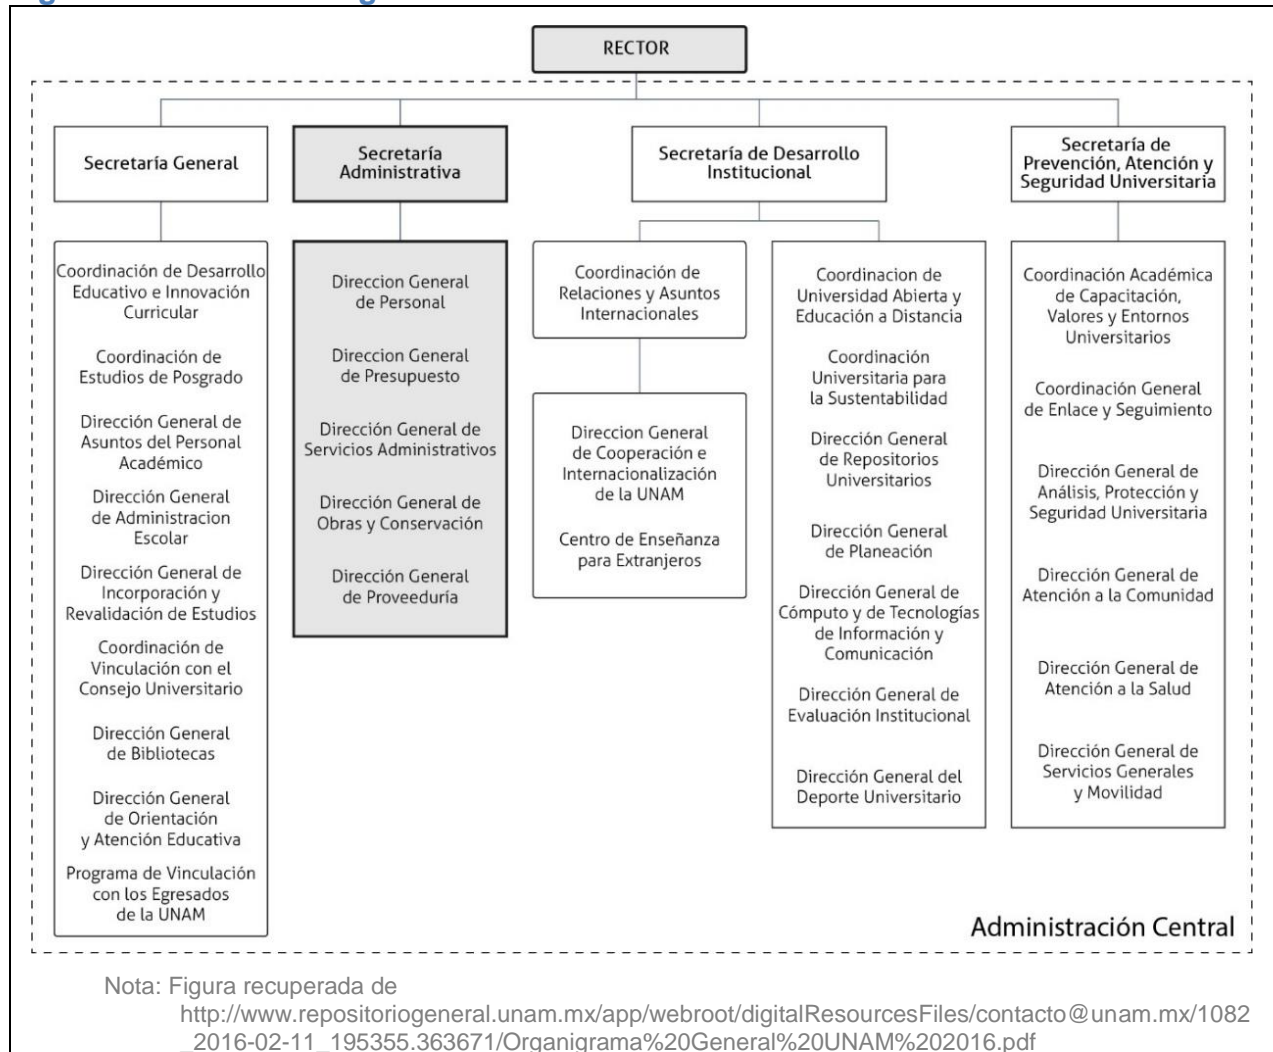 RECTOR
Secretaría General
Secretaría
Administrativa
Secretaría de Desarrollo
Institucional
Secretaría de
Prevención, Atención y
Seguridad Universitaria
Coordinación de Desarrollo
Educativo e Innovación
Curricular
Coordinación de
Estudios de Posgrado
Dirección General de
Asuntos del Personal
Académico
Dirección General
de Administracion
Escolar
Dirección General de
Incorporación y
Revalidación de Estudios
Coordinación de
Vinculación con el
Consejo Universitario
Dirección General
de Bibliotecas
Dirección General
de Orientación
y Atención Educativa
Programa de Vinculación
con los Egresados
de la UNAM
Direccion General
de Personal
Direccion General
de Presupuesto
Dirección General de
Servicios Administrativos
Dirección General de
Obras y Conservación
Dirección General
de Proveeduría
Coordinación de
Relaciones y Asuntos
Internacionales
Direccion General
de Cooperación e
Internacionalización
de la UNAM
Centro de Enseñanza
para Extranjeros
Coordinacion de
Universidad Abierta y
Educación a Distancia
Coordinación
Universitaria para
la Sustentabilidad
Dirección General
de Repositorios
Universitarios
Dirección General
de Planeación
Dirección General de
Cómputo y de Tecnologías
de Información y
Comunicación
Dirección General de
Evaluación Institucional
Dirección General del
Deporte Universitario
Coordinación Académica
de Capacitación,
Valores y Entornos
Universitarios
Coordinación General
de Enlace y Seguimiento
Dirección General de
Análisis, Protección y
Seguridad Universitaria
Dirección General de
Atención a la Comunidad
Dirección General de
Atención a la Salud
Dirección General de
Servicios Generales
y Movilidad
Administración Central
Nota: Figura recuperada de
http://www.repositoriogeneral.unam.mx/app/webroot/digitalResourcesFiles/contacto@unam.mx/1082
_2016-02-11_195355.363671/Organigrama%20General%20UNAM%202016.pdf